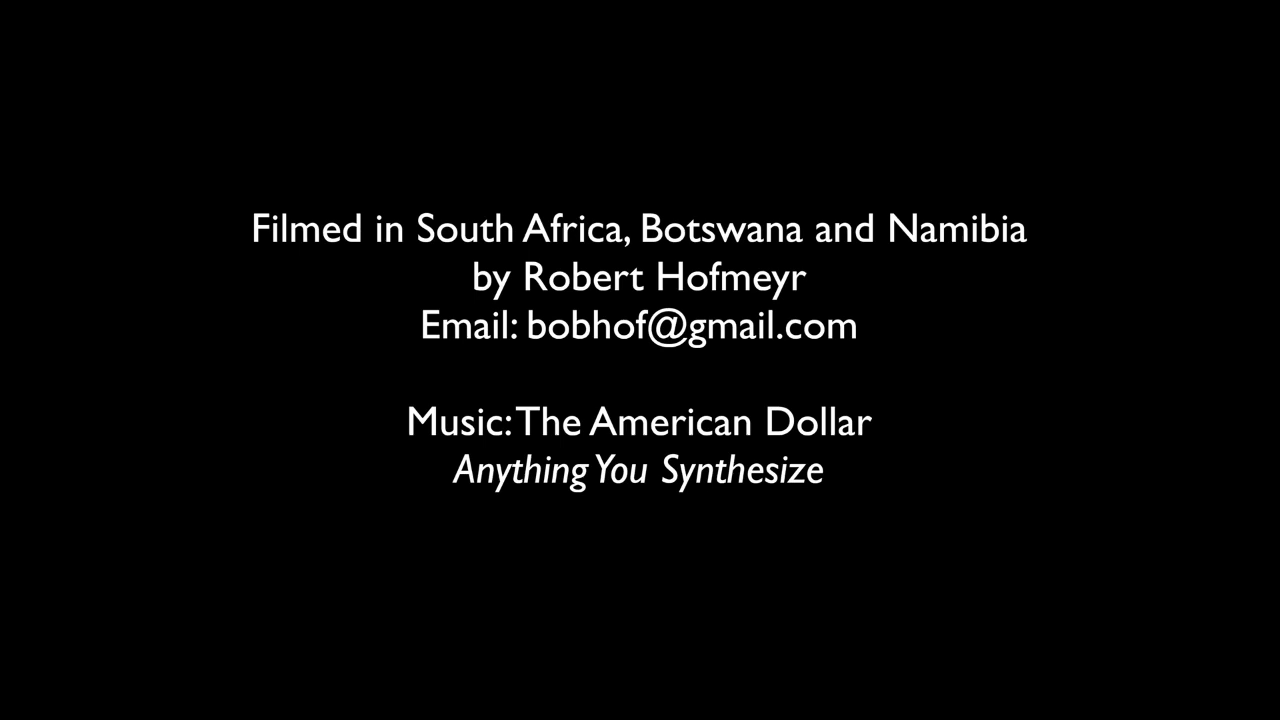 Filmed in South Africa, Botswana and Namibia
by Robert Hofmeyr
Email: bobhof@gmail.com
Music: The American Dollar
Anything You Synthesize